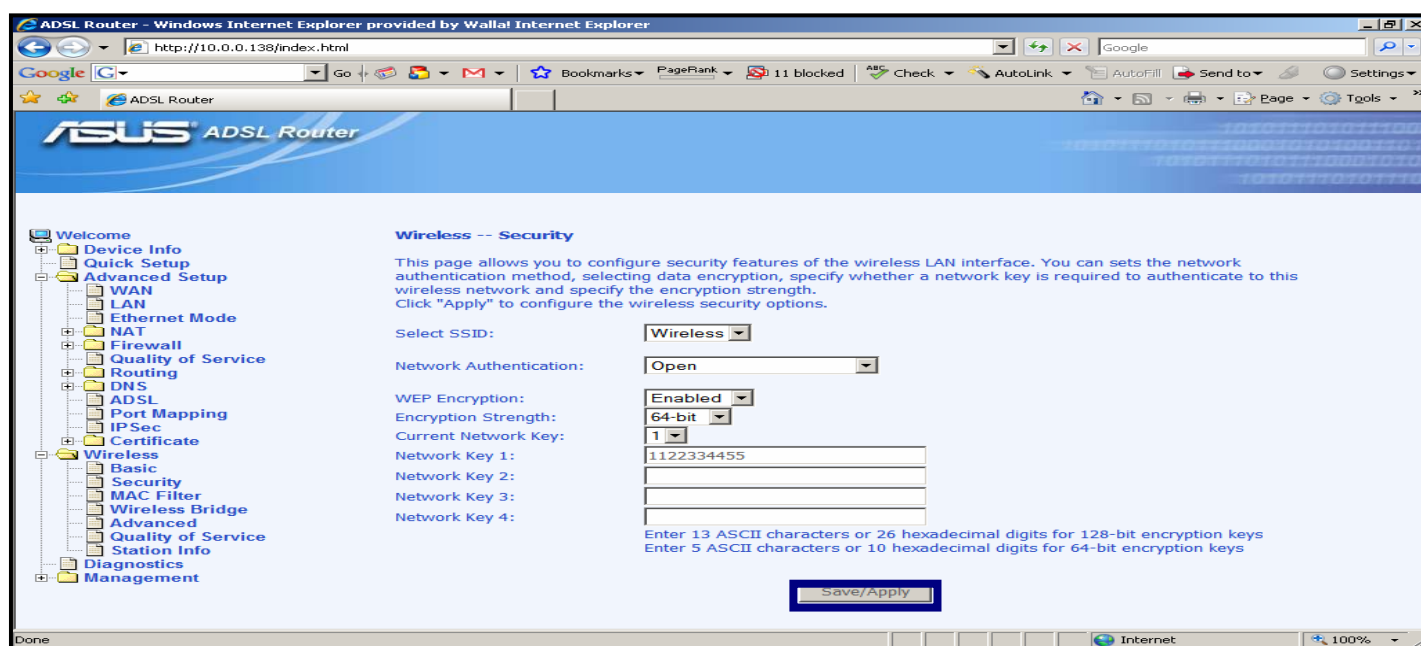 ADSL Router - Windows Internet Explorer provided by Walla! Internet Explorer
http://10.0.0.138/index.html
Google
Google G Go Bookmarks PageRank 11 blocked ABC Check AutoLink AutoFill Send to Settings
ADSL Router
Page Tools
ASUS ADSL Router
Welcome
Device Info
Quick Setup
Advanced Setup
WAN
LAN
Ethernet Mode
NAT
Firewall
Quality of Service
Routing
DNS
ADSL
Port Mapping
IPSec
Certificate
Wireless
Basic
Security
MAC Filter
Wireless Bridge
Advanced
Quality of Service
Station Info
Diagnostics
Management
Wireless -- Security
This page allows you to configure security features of the wireless LAN interface. You can sets the network
authentication method, selecting data encryption, specify whether a network key is required to authenticate to this
wireless network and specify the encryption strength.
Click "Apply" to configure the wireless security options.
Select SSID: Wireless
Network Authentication: Open
WEP Encryption: Enabled
Encryption Strength: 64-bit
Current Network Key: 1
Network Key 1: 1122334455
Network Key 2:
Network Key 3:
Network Key 4:
Enter 13 ASCII characters or 26 hexadecimal digits for 128-bit encryption keys
Enter 5 ASCII characters or 10 hexadecimal digits for 64-bit encryption keys
Save/Apply
Done Internet 100%